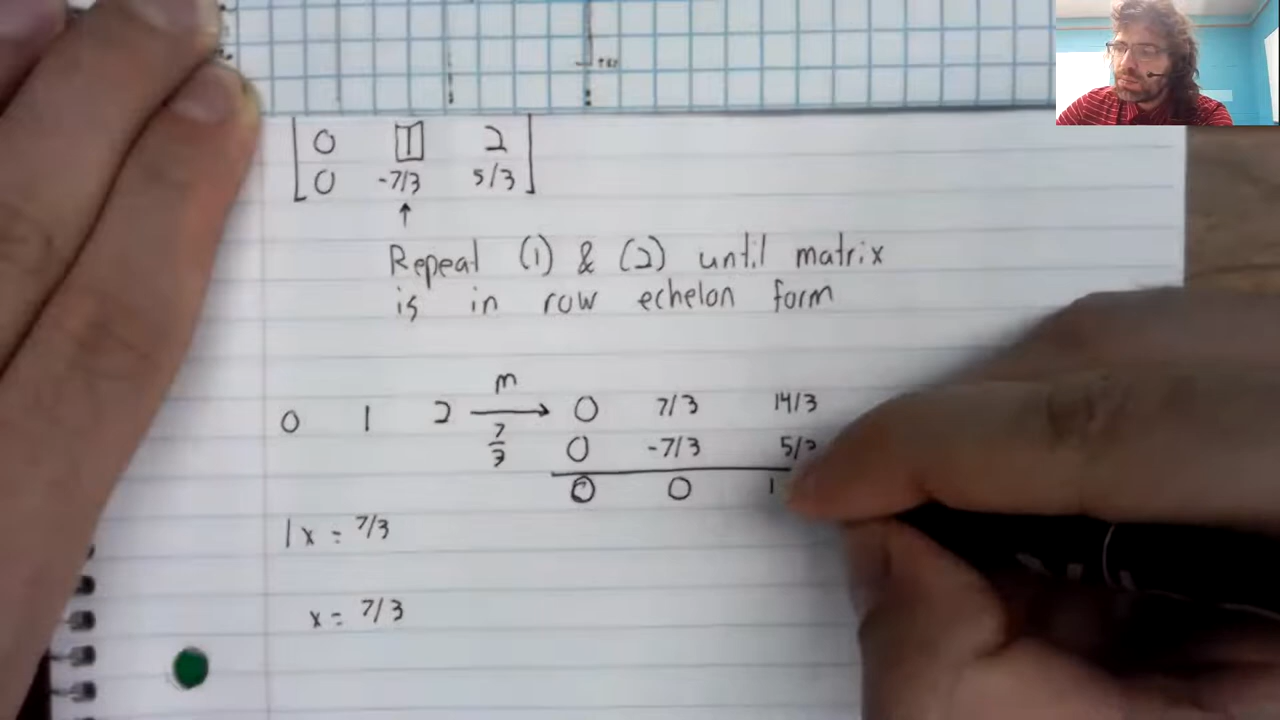 0 1 2
0 -7/3 5/3
↑
Repeat (1) & (2) until matrix
is in row echelon form
m
0 1 2 → 0 7/3 14/3
7/3
0 -7/3 5/3
0 0 1
1x = 7/3
x = 7/3